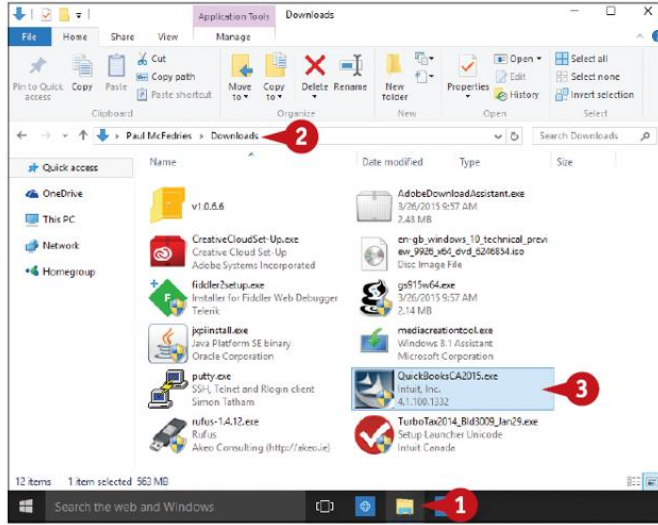 Application Tools Downloads
File Home Share View Manage
Pin to Quick access
Copy
Paste
Cut
Copy path
Paste shortcut
Clipboard
Move to
Copy to
Delete
Rename
Organize
New folder
New
Properties
Open
Edit
History
Open
Select all
Select none
Invert selection
Select
Paul McFedries Downloads
2
Search Downloads
Name Date modified Type Size
Quick access
OneDrive
This PC
Network
Homegroup
v1.0.6.6
AdobeDownloadAssistant.exe
3/26/2015 9:57 AM
2.48 MB
CreativeCloudSet-Up.exe
Creative Cloud Set-Up
Adobe Systems Incorporated
en-gb_windows_10_technical_previ
ew_9926_x64_dvd_6246854.iso
Disc Image File
fiddler2setup.exe
Installer for Fiddler Web Debugger
Telerik
gs915w64.exe
3/26/2015 9:57 AM
2.14 MB
jxpiinstall.exe
Java Platform SE binary
Oracle Corporation
mediacreationtool.exe
Windows 8.1 Assistant
Microsoft Corporation
putty.exe
SSH, Telnet and Rlogin client
Simon Tatham
QuickBooksCA2015.exe
Intuit, Inc.
4.1.100.1332
3
rufus-1.4.12.exe
Rufus
Akeo Consulting (http://akeo.ie)
TurboTax2014_Bld3009_Jan29.exe
Setup Launcher Unicode
Intuit Canada
12 items 1 item selected 563 MB
Search the web and Windows
1